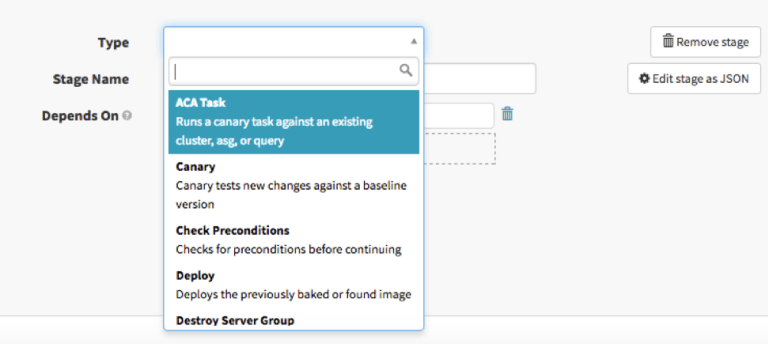 Type
Remove stage
Stage Name
Edit stage as JSON
Depends On
ACA Task
Runs a canary task against an existing
cluster, asg, or query
Canary
Canary tests new changes against a baseline
version
Check Preconditions
Checks for preconditions before continuing
Deploy
Deploys the previously baked or found image
Destroy Server Group